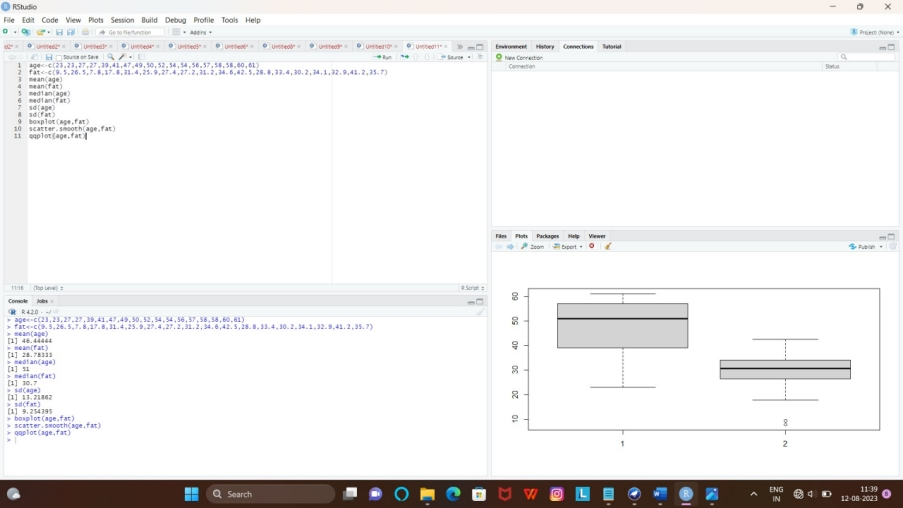 RStudio
File Edit Code View Plots Session Build Debug Profile Tools Help
Go to file/function Addins Project: (None)
d2* Untitled2* Untitled3* Untitled4* Untitled5* Untitled6* Untitled8* Untitled9* Untitled10* Untitled11*
Source on Save Run Source
1 age<-c(23,23,27,27,39,41,47,49,50,52,54,54,56,57,58,58,60,61)
2 fat<-c(9.5,26.5,7.8,17.8,31.4,25.9,27.4,27.2,31.2,34.6,42.5,28.8,33.4,30.2,34.1,32.9,41.2,35.7)
3 mean(age)
4 mean(fat)
5 median(age)
6 median(fat)
7 sd(age)
8 sd(fat)
9 boxplot(age,fat)
10 scatter.smooth(age,fat)
11 qqplot(age,fat)
11:16 (Top Level) R Script
Console Jobs
R 4.2.0 · ~/
> age<-c(23,23,27,27,39,41,47,49,50,52,54,54,56,57,58,58,60,61)
> fat<-c(9.5,26.5,7.8,17.8,31.4,25.9,27.4,27.2,31.2,34.6,42.5,28.8,33.4,30.2,34.1,32.9,41.2,35.7)
> mean(age)
[1] 46.44444
> mean(fat)
[1] 28.78333
> median(age)
[1] 51
> median(fat)
[1] 30.7
> sd(age)
[1] 13.21862
> sd(fat)
[1] 9.254395
> boxplot(age,fat)
> scatter.smooth(age,fat)
> qqplot(age,fat)
>
Environment History Connections Tutorial
New Connection
Connection Status
Files Plots Packages Help Viewer
Zoom Export Publish
60
50
40
30
20
10
1 2
Search
ENG
IN
11:39
12-08-2023